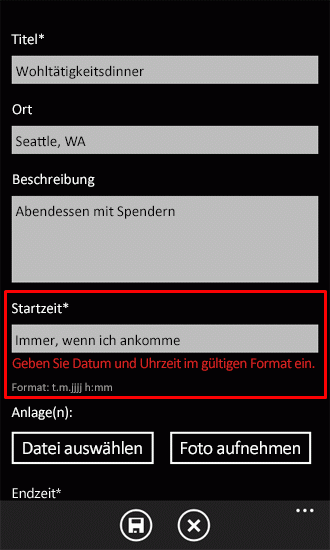 Titel*
Wohltätigkeitsdinner
Ort
Seattle, WA
Beschreibung
Abendessen mit Spendern
Startzeit*
Immer, wenn ich ankomme
Geben Sie Datum und Uhrzeit im gültigen Format ein.
Format: t.m.jjjj h:mm
Anlage(n):
Datei auswählen
Foto aufnehmen
Endzeit*